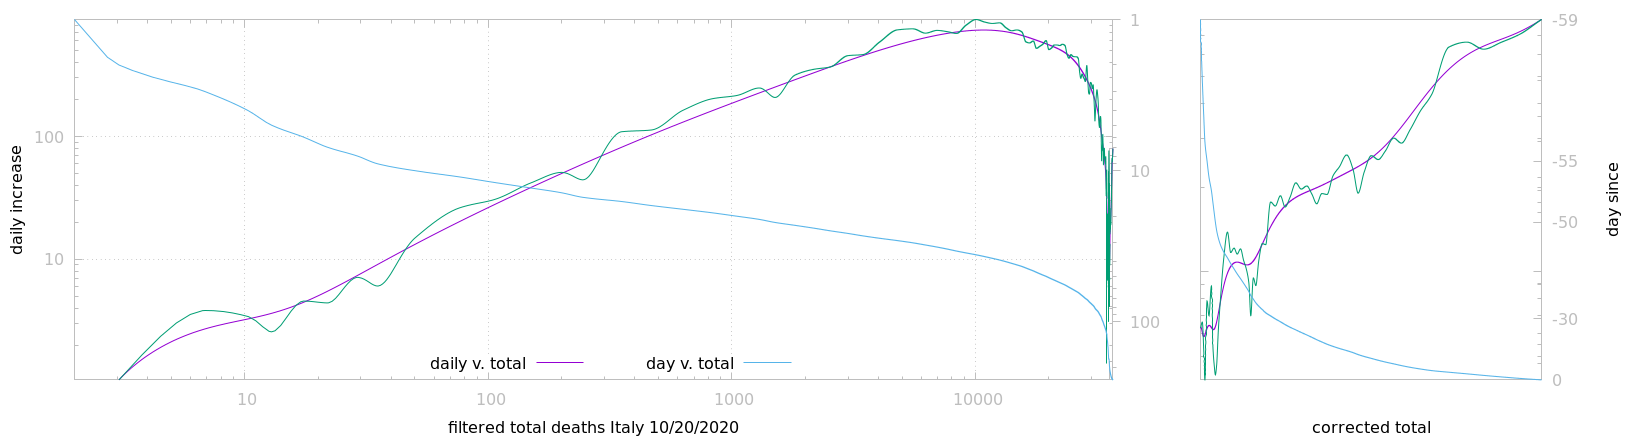 daily increase
100
10
10
100
1000
10000
daily v. total
day v. total
1
10
100
filtered total deaths Italy 10/20/2020
-59
-55
-50
-30
0
day since
corrected total